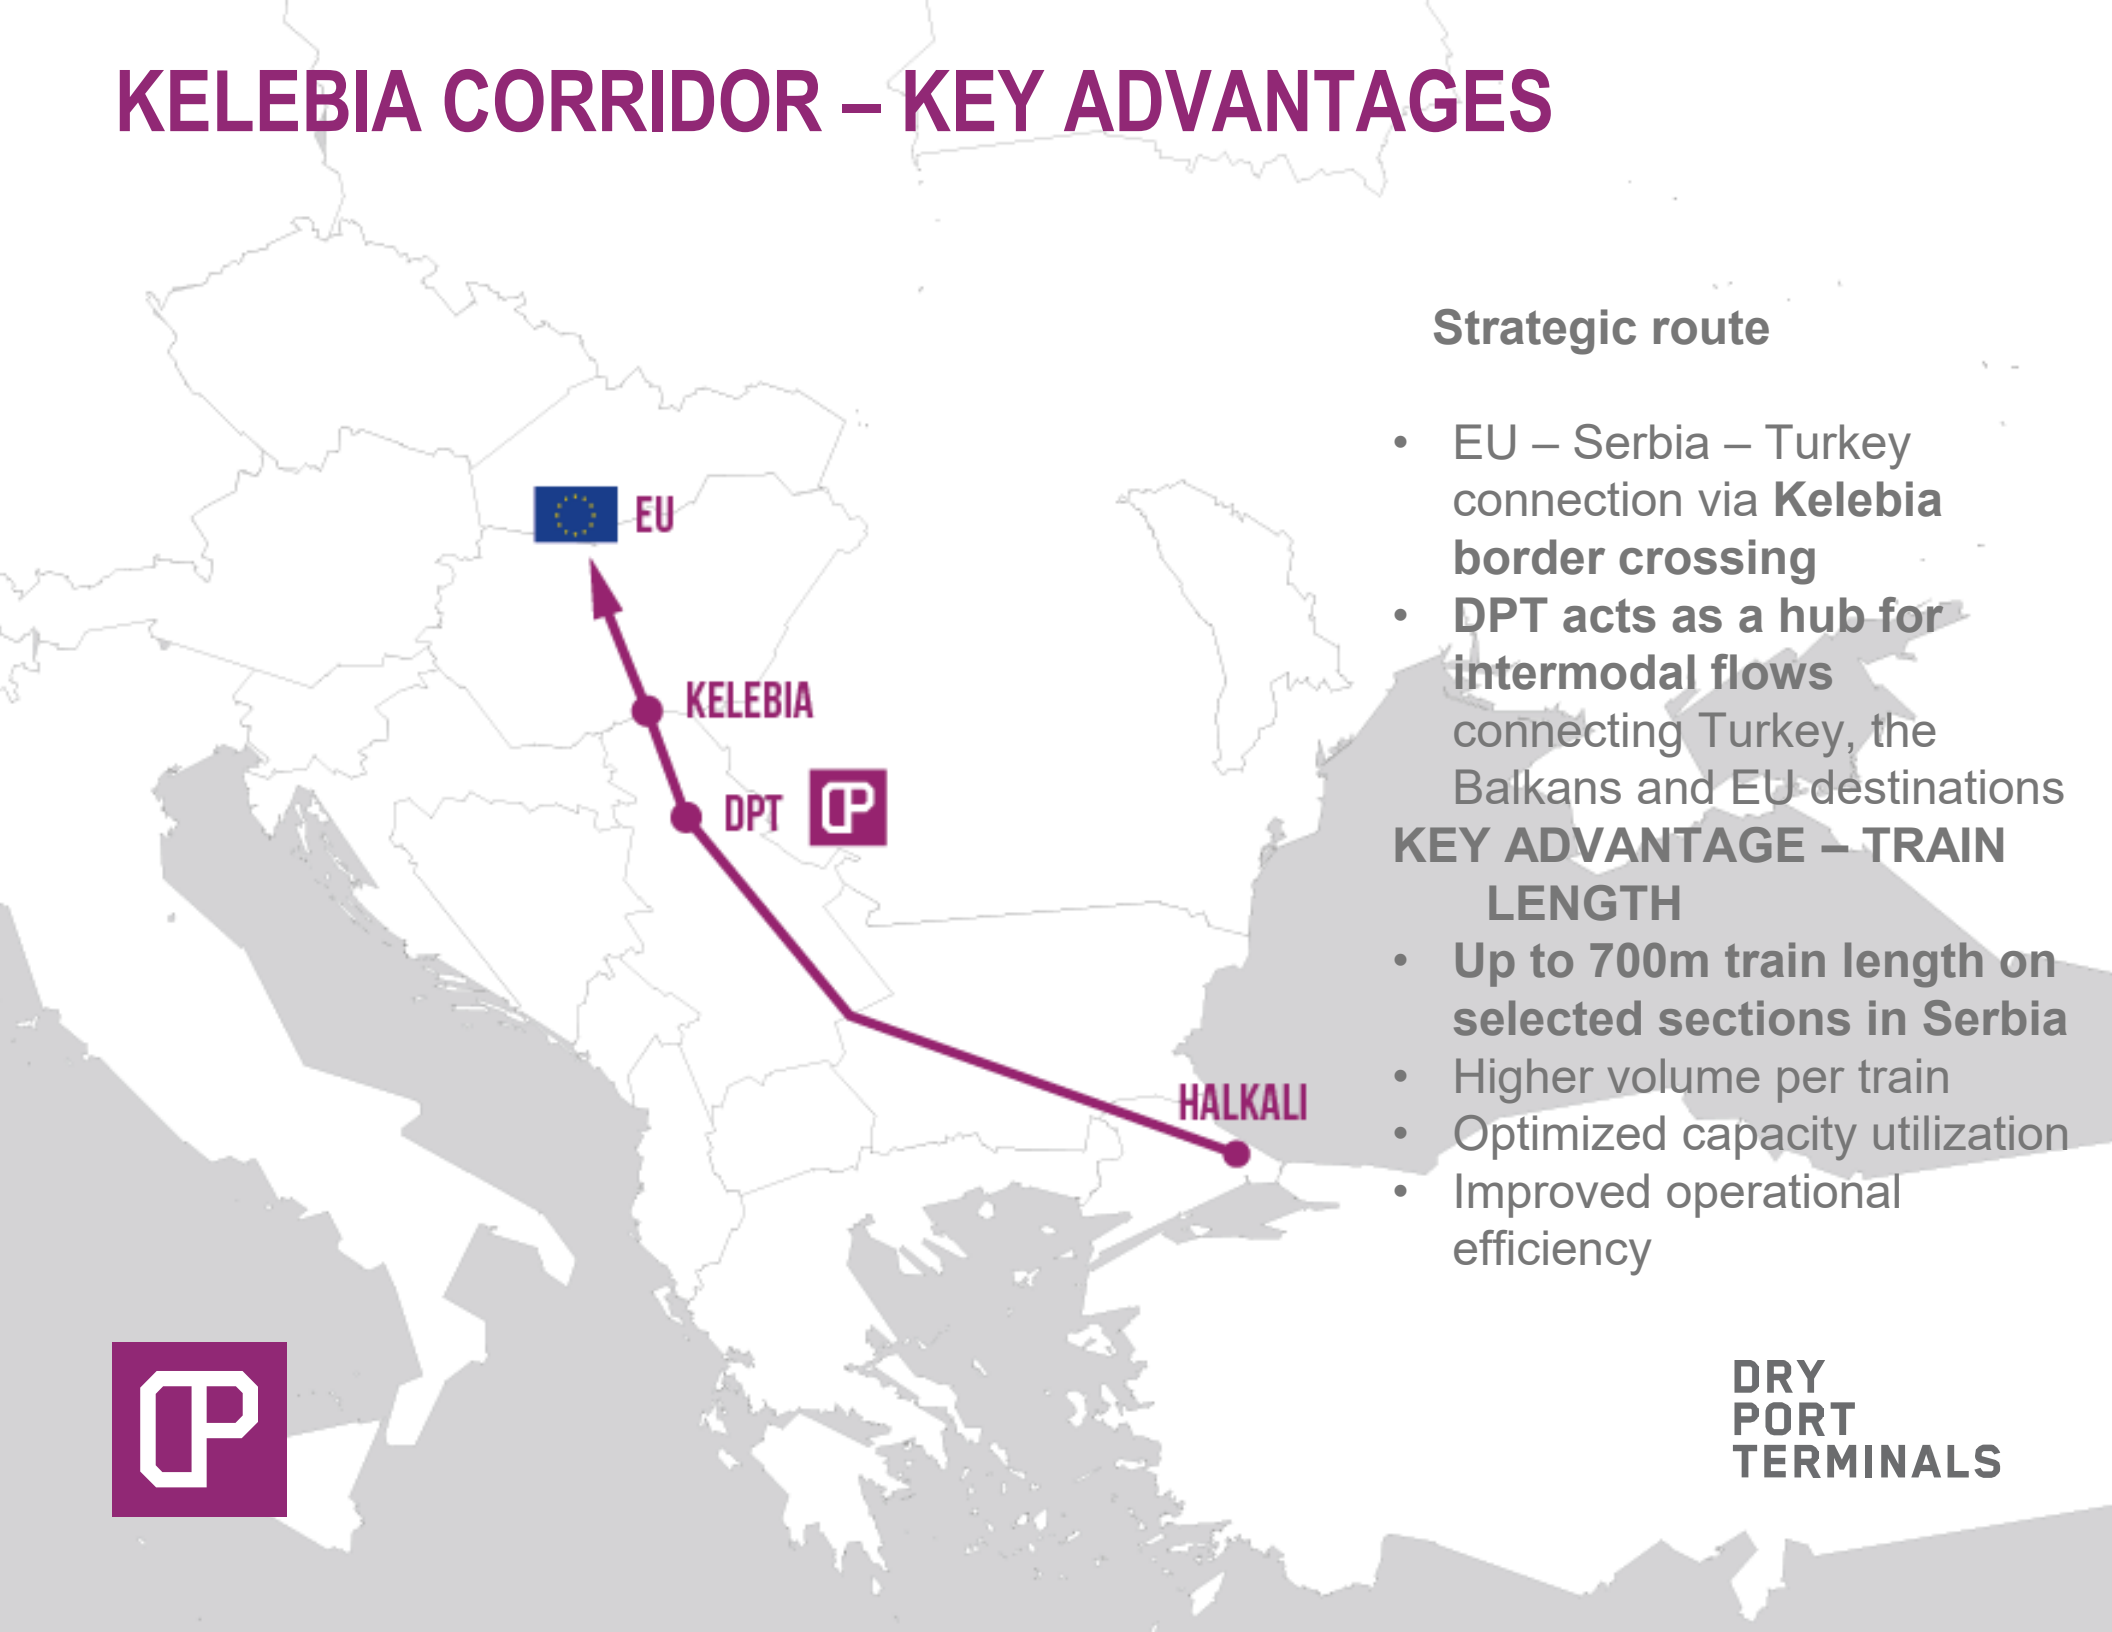 KELEBIA CORRIDOR – KEY ADVANTAGES
Strategic route
• EU – Serbia – Turkey
connection via Kelebia
border crossing
• DPT acts as a hub for
intermodal flows
connecting Turkey, the
Balkans and EU destinations
KEY ADVANTAGE – TRAIN
LENGTH
• Up to 700m train length on
selected sections in Serbia
• Higher volume per train
• Optimized capacity utilization
• Improved operational
efficiency
EU
KELEBIA
DPT
HALKALI
DRY
PORT
TERMINALS